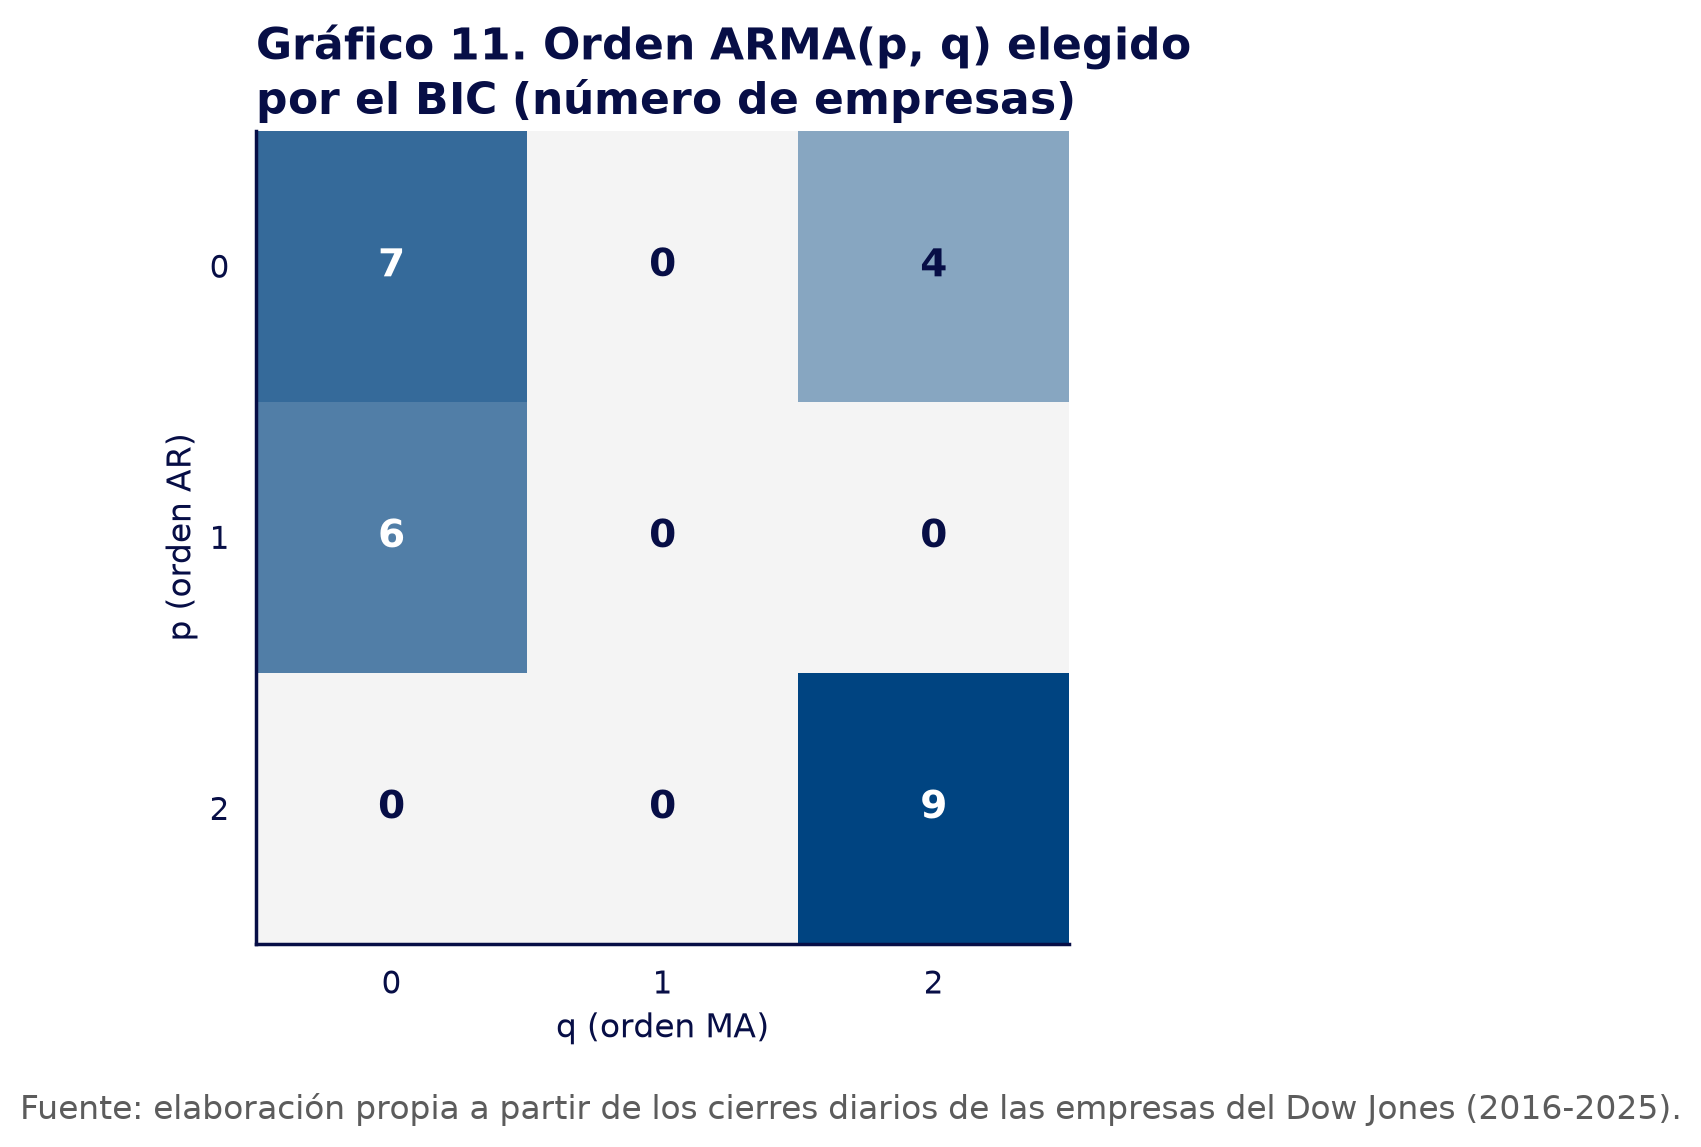 Gráfico 11. Orden ARMA(p, q) elegido
por el BIC (número de empresas)
p (orden AR)
0 7 0 4
1 6 0 0
2 0 0 9
0 1 2
q (orden MA)
Fuente: elaboración propia a partir de los cierres diarios de las empresas del Dow Jones (2016-2025).